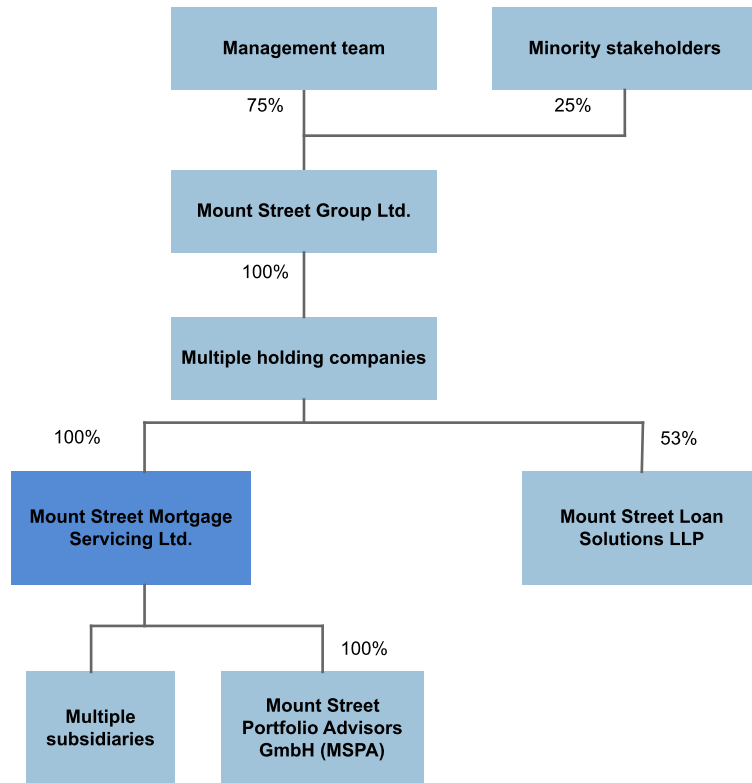 Management team
Minority stakeholders
75%
25%
Mount Street Group Ltd.
100%
Multiple holding companies
100%
53%
Mount Street Mortgage
Servicing Ltd.
Mount Street Loan
Solutions LLP
100%
Multiple
subsidiaries
Mount Street
Portfolio Advisors
GmbH (MSPA)